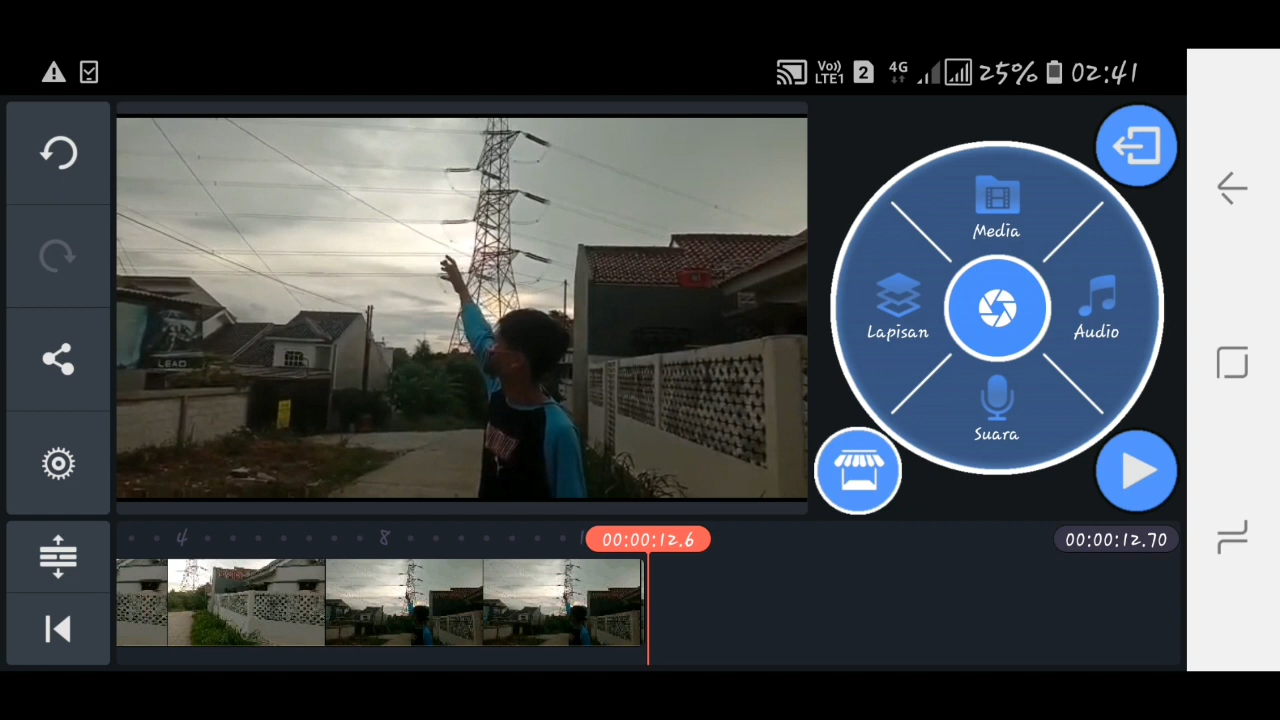 Vo))
LTE1
2
4G
25%
02:41
Media
Lapisan
Audio
Suara
LEAD
4
8
00:00:12.6
00:00:12.70